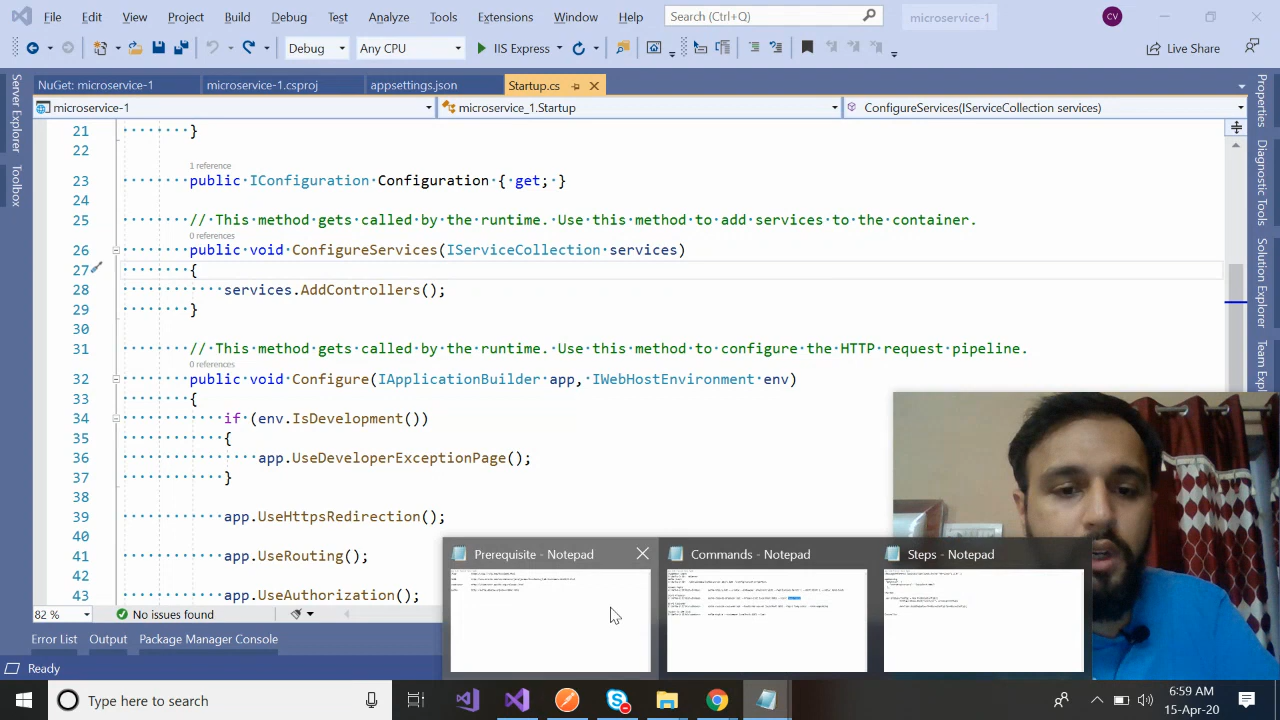 File Edit View Project Build Debug Test Analyze Tools Extensions Window Help Search (Ctrl+Q) microservice-1 CV
Debug Any CPU IIS Express Live Share
NuGet: microservice-1 microservice-1.csproj appsettings.json Startup.cs
microservice-1 microservice_1.Startup ConfigureServices(IServiceCollection services)
Server Explorer
Toolbox
Properties
Diagnostic Tools
Solution Explorer
Team Expl
21 }
22
1 reference
23 public IConfiguration Configuration { get; }
24
25 // This method gets called by the runtime. Use this method to add services to the container.
0 references
26 public void ConfigureServices(IServiceCollection services)
27 {
28 services.AddControllers();
29 }
30
31 // This method gets called by the runtime. Use this method to configure the HTTP request pipeline.
0 references
32 public void Configure(IApplicationBuilder app, IWebHostEnvironment env)
33 {
34 if (env.IsDevelopment())
35 {
36 app.UseDeveloperExceptionPage();
37 }
38
39 app.UseHttpsRedirection();
40
41 app.UseRouting();
42
43 app.UseAuthorization();
No issues found
Error List Output Package Manager Console
Ready
Prerequisite - Notepad Commands - Notepad Steps - Notepad
Type here to search
6:59 AM
15-Apr-20